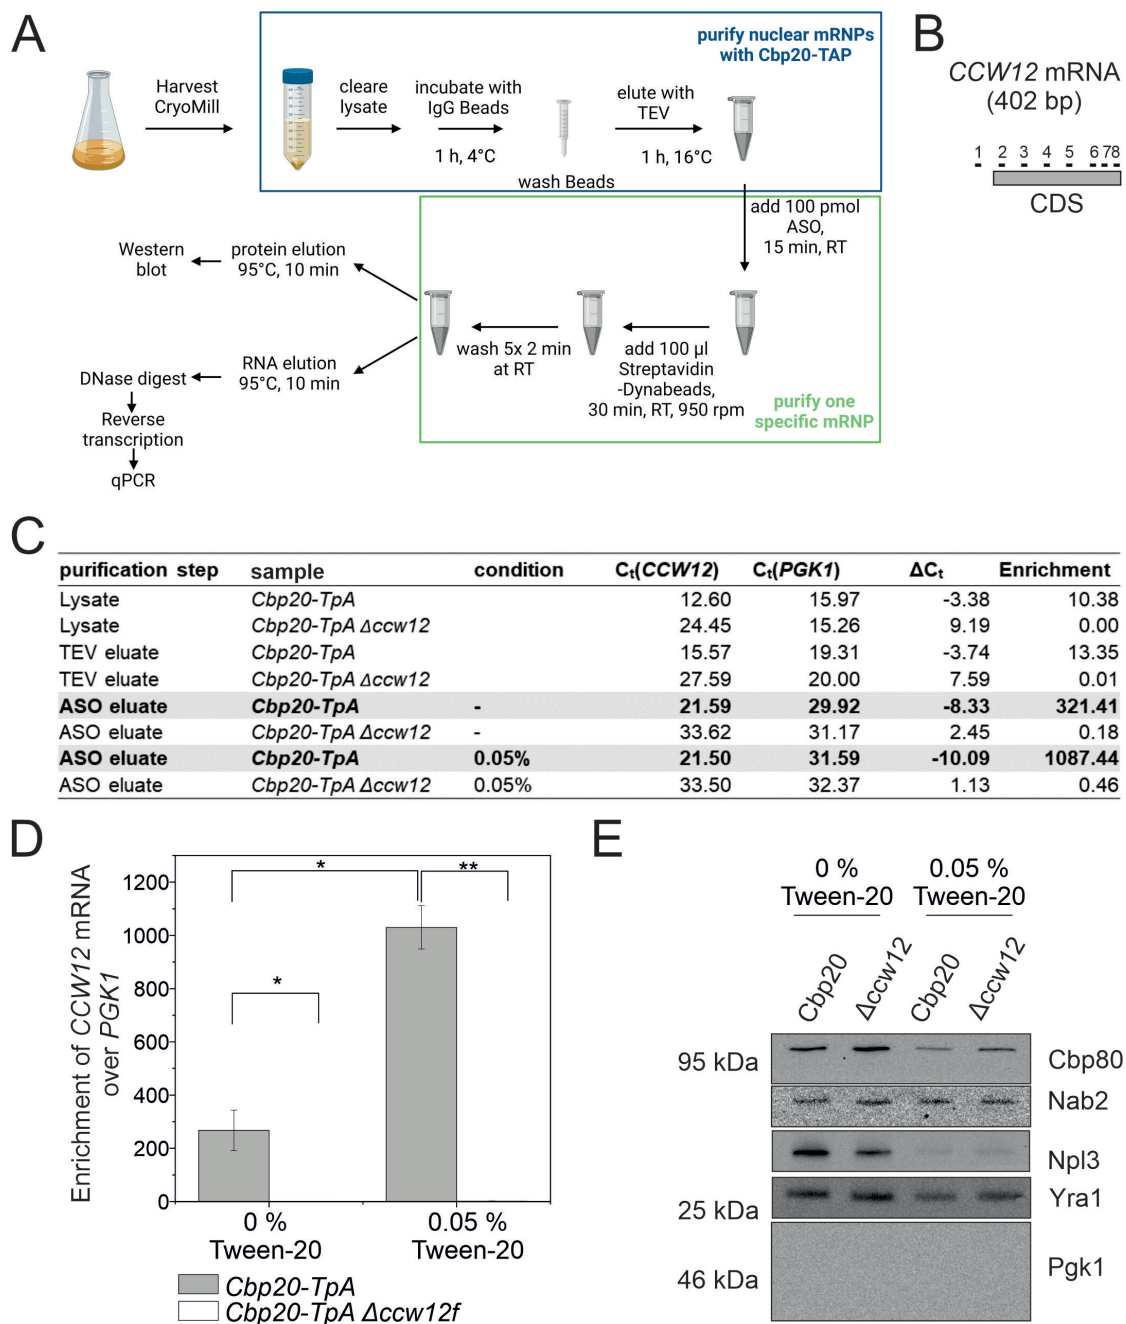 A
purify nuclear mRNPs
with Cbp20-TAP
Harvest
CryoMill
cleare
lysate
incubate with
IgG Beads
1 h, 4°C
wash Beads
elute with
TEV
1 h, 16°C
add 100 pmol
ASO,
15 min, RT
add 100 µl
Streptavidin
-Dynabeads,
30 min, RT, 950 rpm
wash 5x 2 min
at RT
purify one
specific mRNP
protein elution
95°C, 10 min
Western
blot
RNA elution
95°C, 10 min
DNase digest
Reverse
transcription
qPCR
B
CCW12 mRNA
(402 bp)
1 2 3 4 5 6 7 8
CDS
C
purification step sample condition Ct(CCW12) Ct(PGK1) ΔCt Enrichment
Lysate Cbp20-TpA 12.60 15.97 -3.38 10.38
Lysate Cbp20-TpA Δccw12 24.45 15.26 9.19 0.00
TEV eluate Cbp20-TpA 15.57 19.31 -3.74 13.35
TEV eluate Cbp20-TpA Δccw12 27.59 20.00 7.59 0.01
ASO eluate Cbp20-TpA - 21.59 29.92 -8.33 321.41
ASO eluate Cbp20-TpA Δccw12 - 33.62 31.17 2.45 0.18
ASO eluate Cbp20-TpA 0.05% 21.50 31.59 -10.09 1087.44
ASO eluate Cbp20-TpA Δccw12 0.05% 33.50 32.37 1.13 0.46
D
Enrichment of CCW12 mRNA
over PGK1
1200
1000
800
600
400
200
0
*
**
*
0 %
Tween-20
0.05 %
Tween-20
Cbp20-TpA
Cbp20-TpA Δccw12f
E
0 %
Tween-20
0.05 %
Tween-20
Cbp20
Δccw12
Cbp20
Δccw12
95 kDa
25 kDa
46 kDa
Cbp80
Nab2
Npl3
Yra1
Pgk1